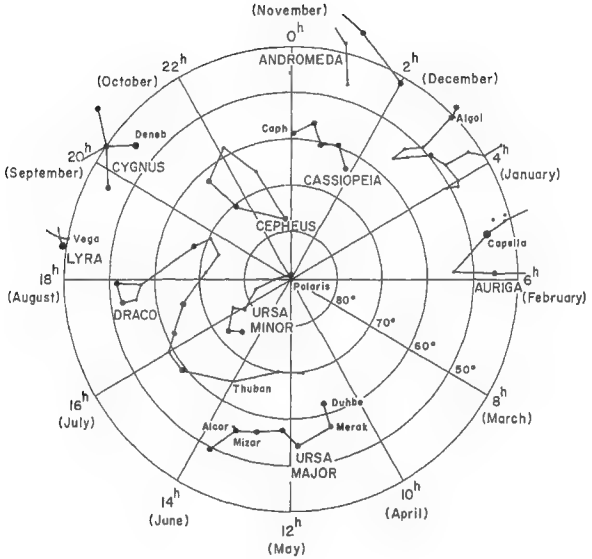 (November)
0h
ANDROMEDA
22h
2h
(October)
(December)
Algol
Caph
Deneb
20h
CYGNUS
(September)
CASSIOPEIA
4h
(January)
CEPHEUS
Vega
LYRA
Capella
18h
(August)
Polaris
AURIGA
6h
(February)
DRACO
URSA
MINOR
80°
70°
60°
50°
Thuban
16h
(July)
Duhbe
8h
(March)
Alcor
Mizar
Merak
URSA
MAJOR
14h
(June)
10h
(April)
12h
(May)